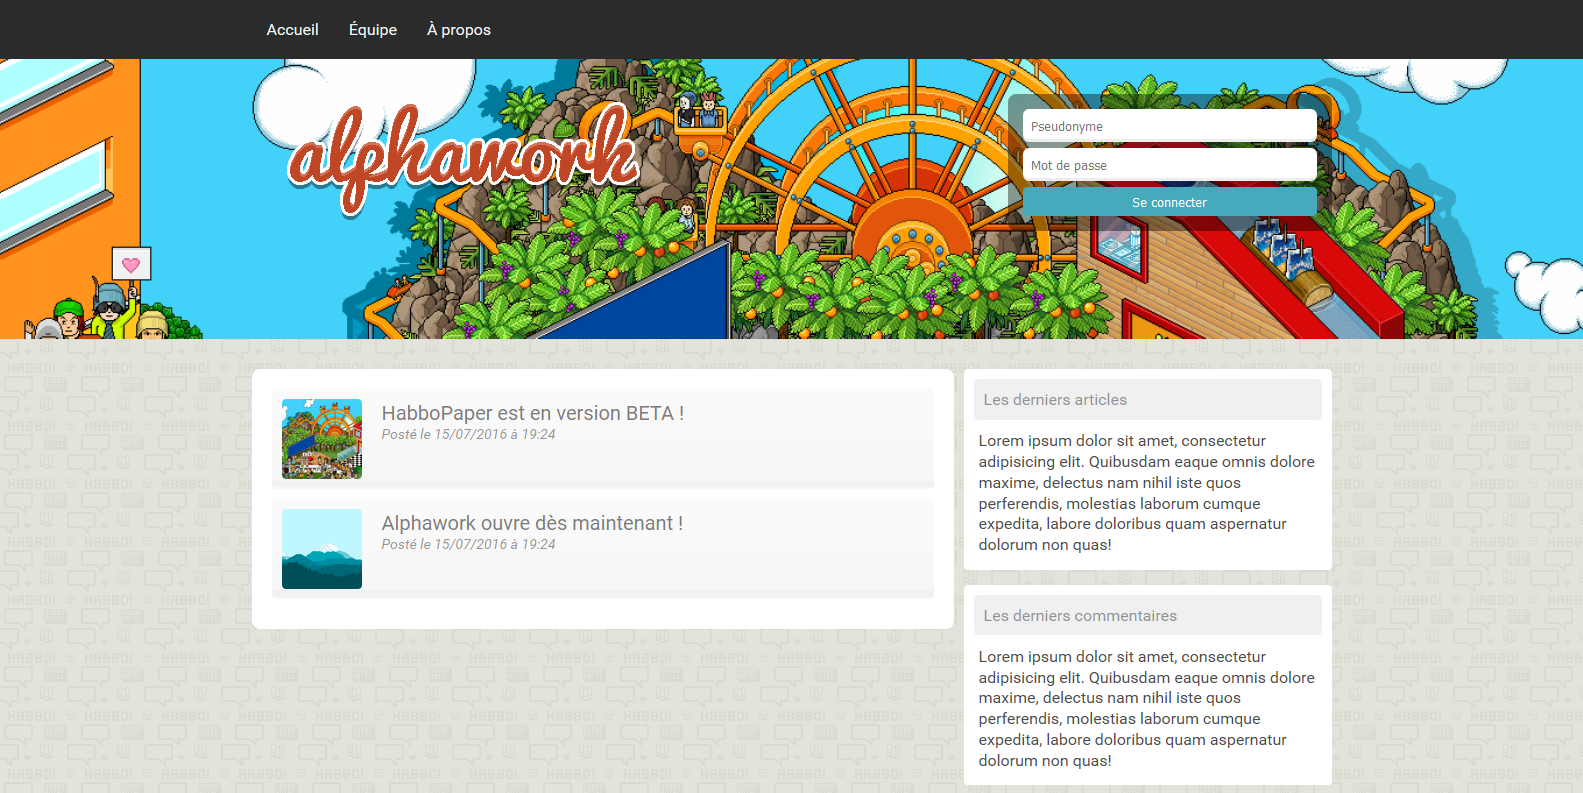 Accueil Équipe À propos
alphawork
Pseudonyme
Mot de passe
Se connecter
HabboPaper est en version BETA !
Posté le 15/07/2016 à 19:24
Alphawork ouvre dès maintenant !
Posté le 15/07/2016 à 19:24
Les derniers articles
Lorem ipsum dolor sit amet, consectetur
adipisicing elit. Quibusdam eaque omnis dolore
maxime, delectus nam nihil iste quos
perferendis, molestias laborum cumque
expedita, labore doloribus quam aspernatur
dolorum non quas!
Les derniers commentaires
Lorem ipsum dolor sit amet, consectetur
adipisicing elit. Quibusdam eaque omnis dolore
maxime, delectus nam nihil iste quos
perferendis, molestias laborum cumque
expedita, labore doloribus quam aspernatur
dolorum non quas!